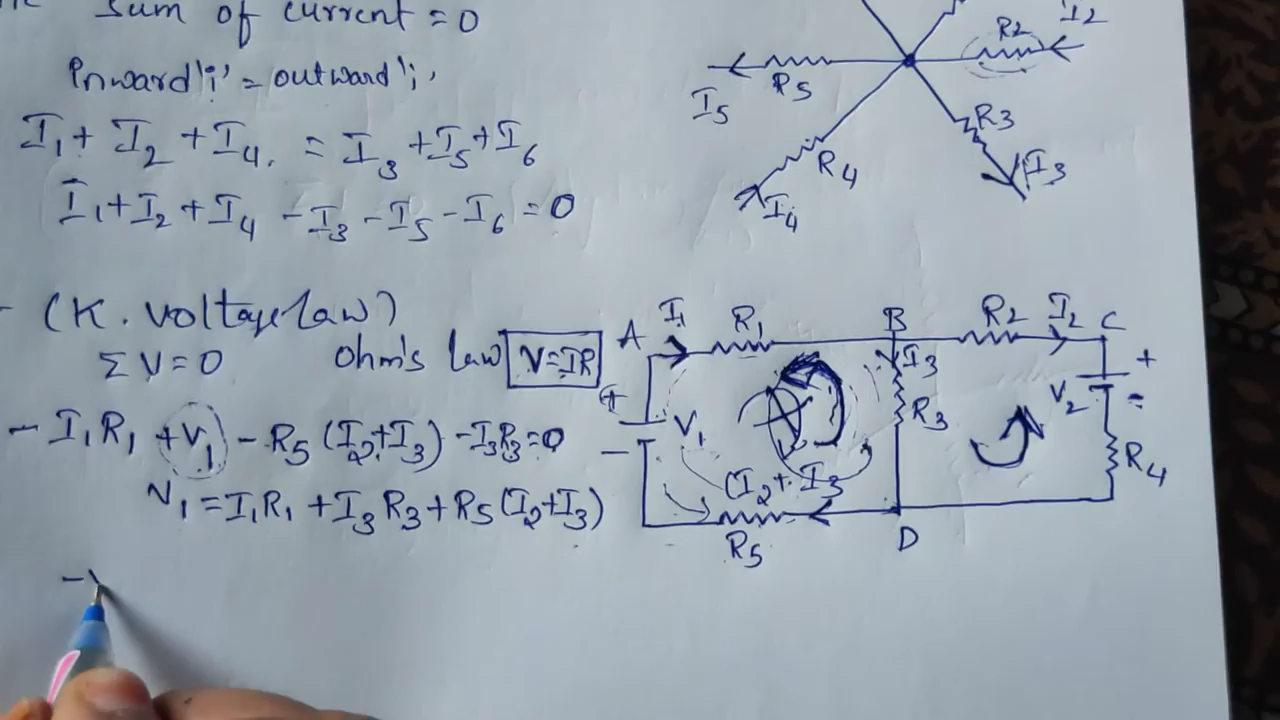 Sum of current = 0
Inward 'i' = outward 'i'
I1 + I2 + I4. = I3 + I5 + I6
I1 + I2 + I4 - I3 - I5 - I6 = 0
I2
R2
R5
I5
R3
I3
R4
I4
- (K. Voltage law)
ΣV = 0 Ohm's law V = IR
- I1R1 + V1 - R5 (I2 + I3) - I3R3 = 0
V1 = I1R1 + I3R3 + R5 (I2 + I3)
A I1 R1 B R2 I2 C
+ I3 +
V1 R3 V2 =
- (I2 + I3 R4
R5 D